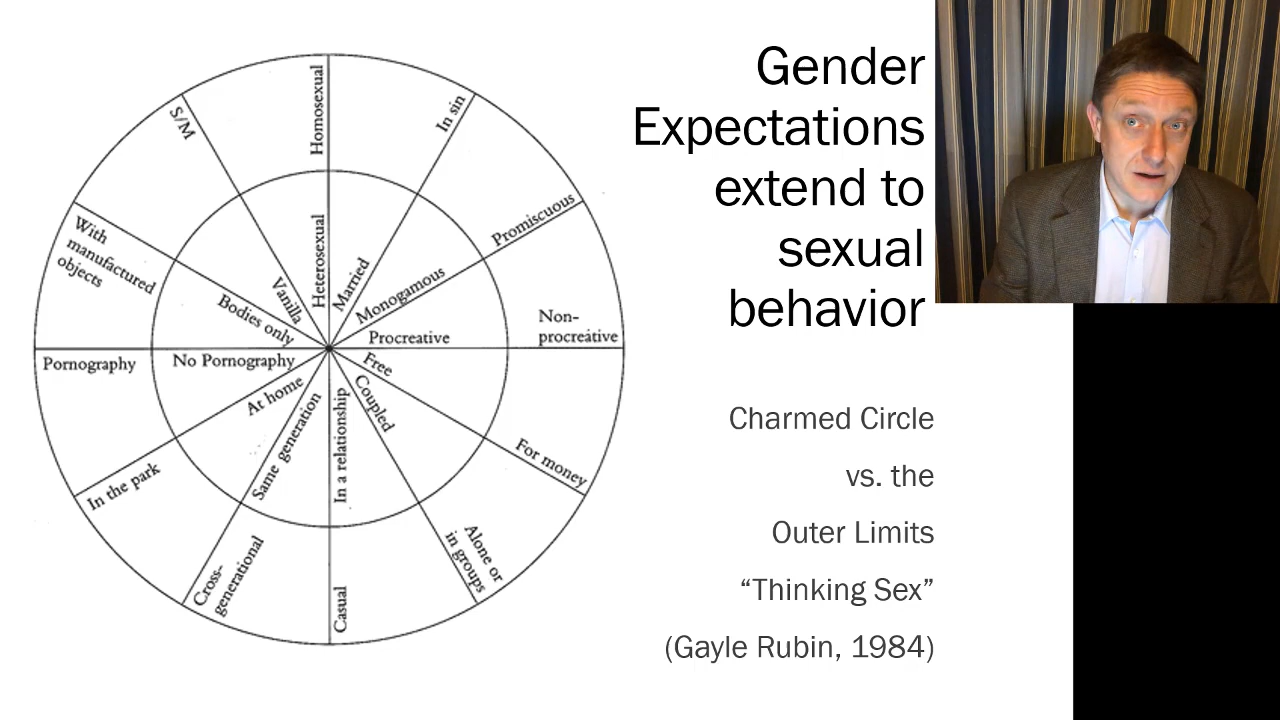 Gender
Expectations
extend to
sexual
behavior
Charmed Circle
vs. the
Outer Limits
“Thinking Sex”
(Gayle Rubin, 1984)
Homosexual
In sin
Promiscuous
Non-
procreative
For money
Alone or
in groups
Casual
Cross-
generational
In the park
Pornography
With
manufactured
objects
S/M
Heterosexual
Married
Monogamous
Procreative
Free
Coupled
In a relationship
Same generation
At home
No Pornography
Bodies only
Vanilla